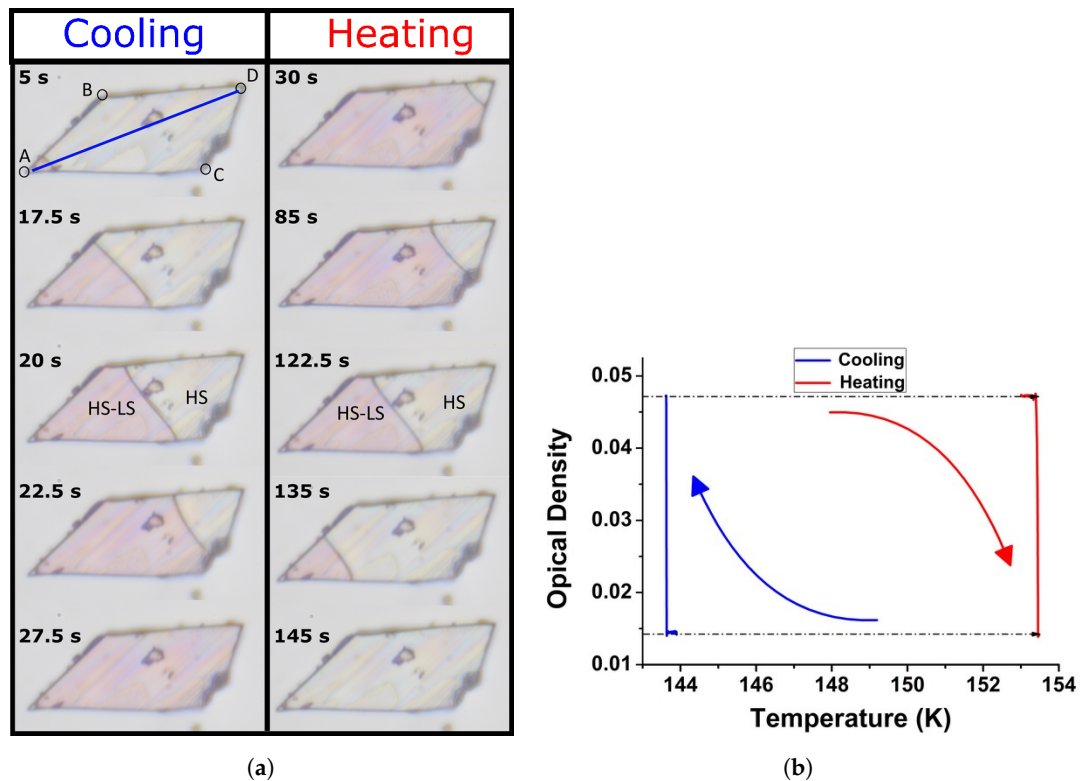 Cooling
Heating
5 s
B
D
A
C
30 s
17.5 s
85 s
20 s
HS-LS
HS
122.5 s
HS-LS
HS
22.5 s
135 s
27.5 s
145 s
(a)
Cooling
Heating
Opical Density
0.05
0.04
0.03
0.02
0.01
144 146 148 150 152 154
Temperature (K)
(b)